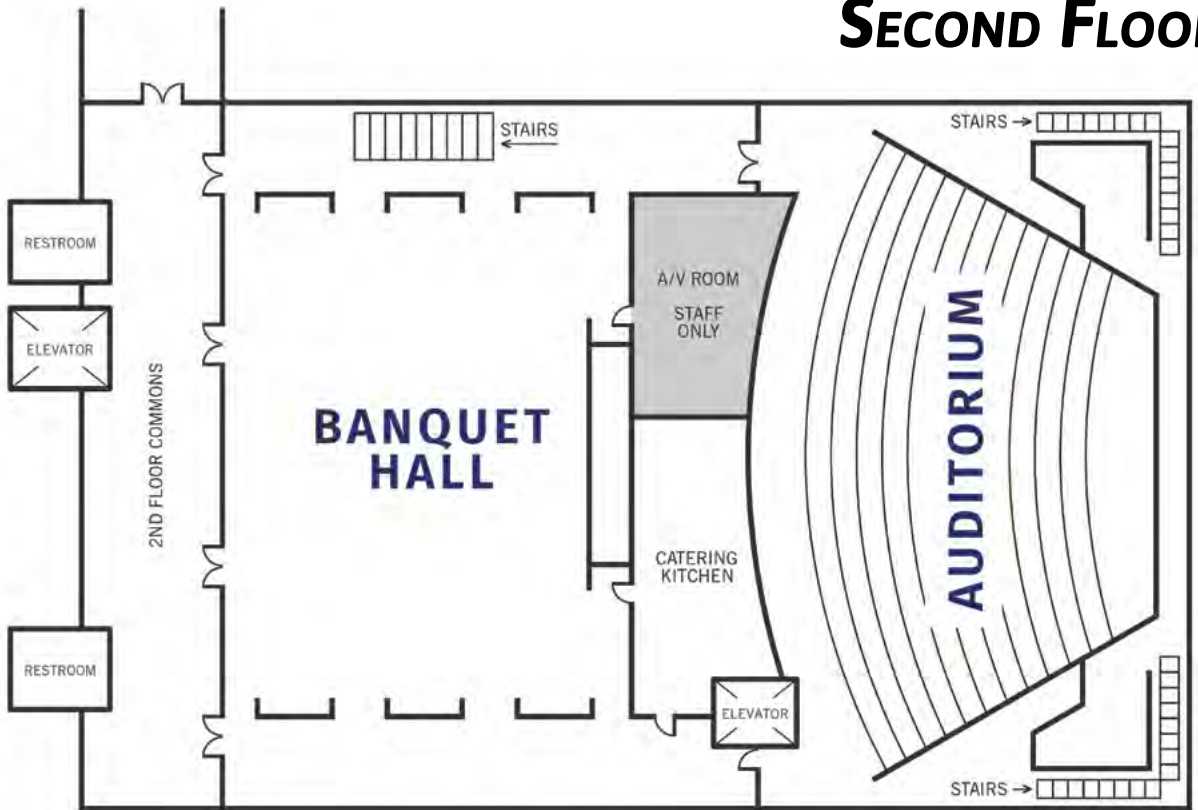 SECOND FLOOR
STAIRS
STAIRS
RESTROOM
A/V ROOM
STAFF
ONLY
ELEVATOR
2ND FLOOR COMMONS
BANQUET
HALL
AUDITORIUM
CATERING
KITCHEN
RESTROOM
ELEVATOR
STAIRS